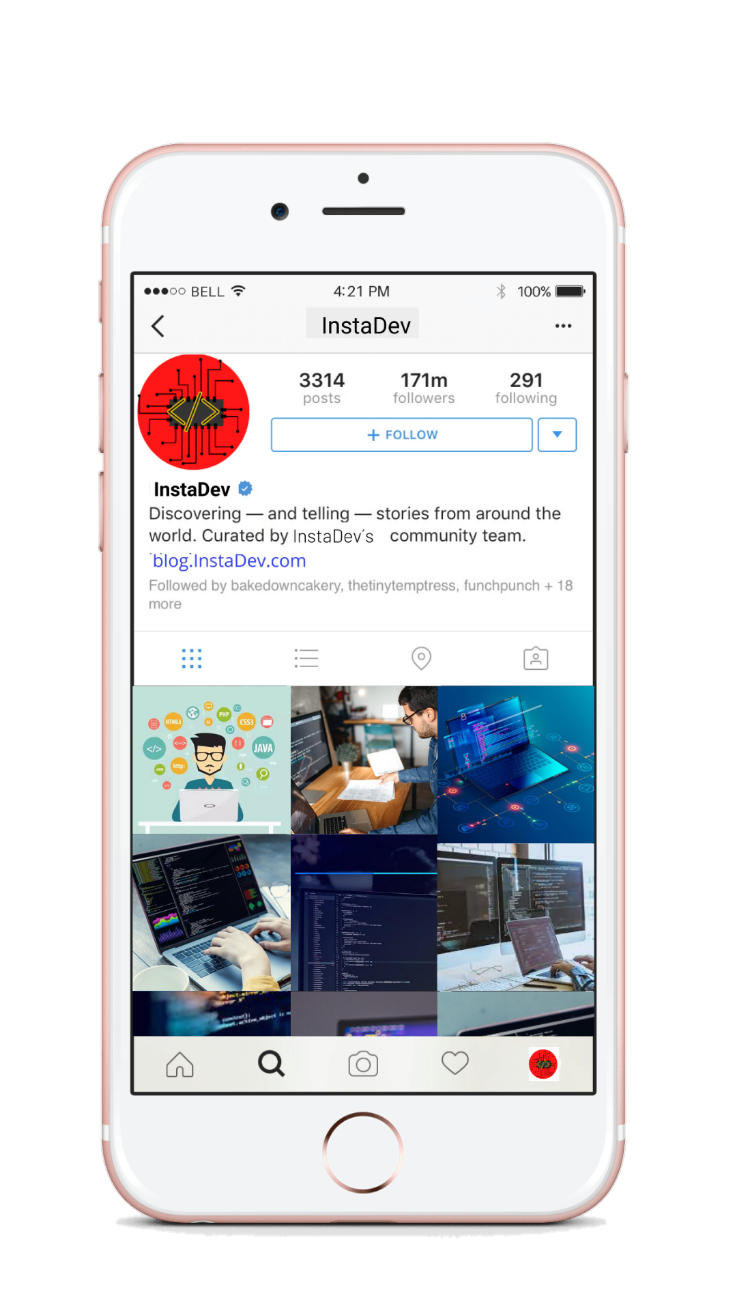 BELL 4:21 PM 100%
InstaDev
3314 171m 291
posts followers following
+ FOLLOW
InstaDev
Discovering — and telling — stories from around the
world. Curated by InstaDev´s community team.
blog.InstaDev.com
Followed by bakedowncakery, thetinytemptress, funchpunch + 18
more
PHP
HTML5 CSS3
</> JAVA
http:
</>